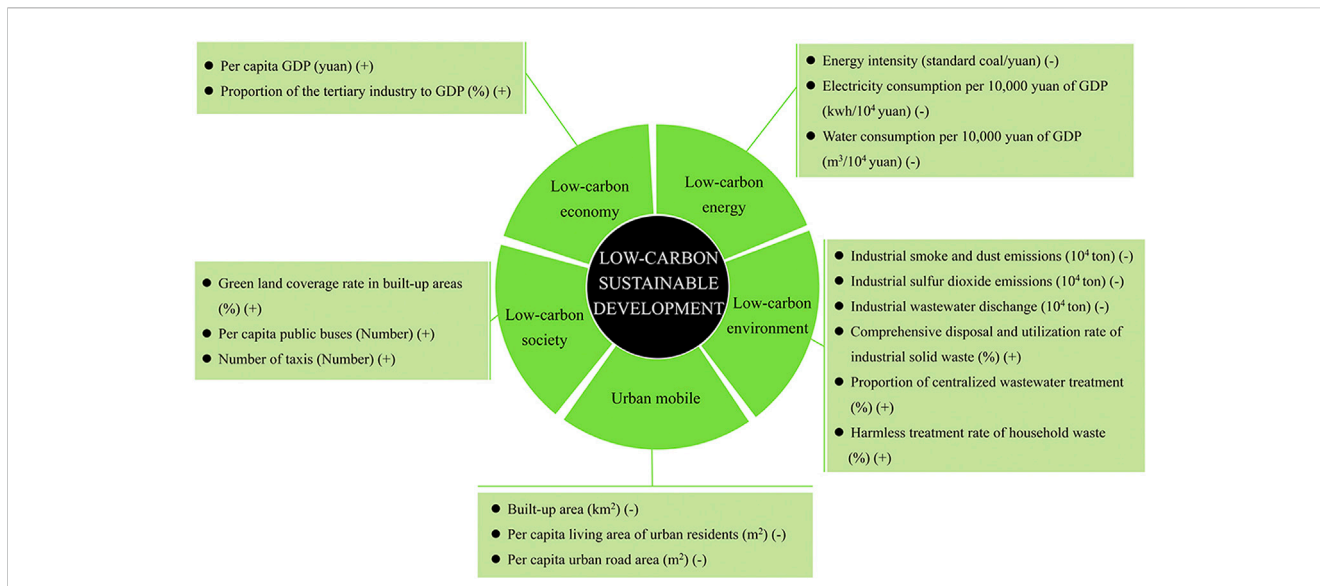 ● Per capita GDP (yuan) (+)
● Proportion of the tertiary industry to GDP (%) (+)
● Energy intensity (standard coal/yuan) (-)
● Electricity consumption per 10,000 yuan of GDP
(kwh/10⁴ yuan) (-)
● Water consumption per 10,000 yuan of GDP
(m³/10⁴ yuan) (-)
Low-carbon
economy
Low-carbon
energy
● Green land coverage rate in built-up areas
(%) (+)
● Per capita public buses (Number) (+)
● Number of taxis (Number) (+)
Low-carbon
society
LOW-CARBON
SUSTAINABLE
DEVELOPMENT
Low-carbon
environment
● Industrial smoke and dust emissions (10⁴ ton) (-)
● Industrial sulfur dioxide emissions (10⁴ ton) (-)
● Industrial wastewater dischange (10⁴ ton) (-)
● Comprehensive disposal and utilization rate of
industrial solid waste (%) (+)
● Proportion of centralized wastewater treatment
(%) (+)
● Harmless treatment rate of household waste
(%) (+)
Urban mobile
● Built-up area (km²) (-)
● Per capita living area of urban residents (m²) (-)
● Per capita urban road area (m²) (-)